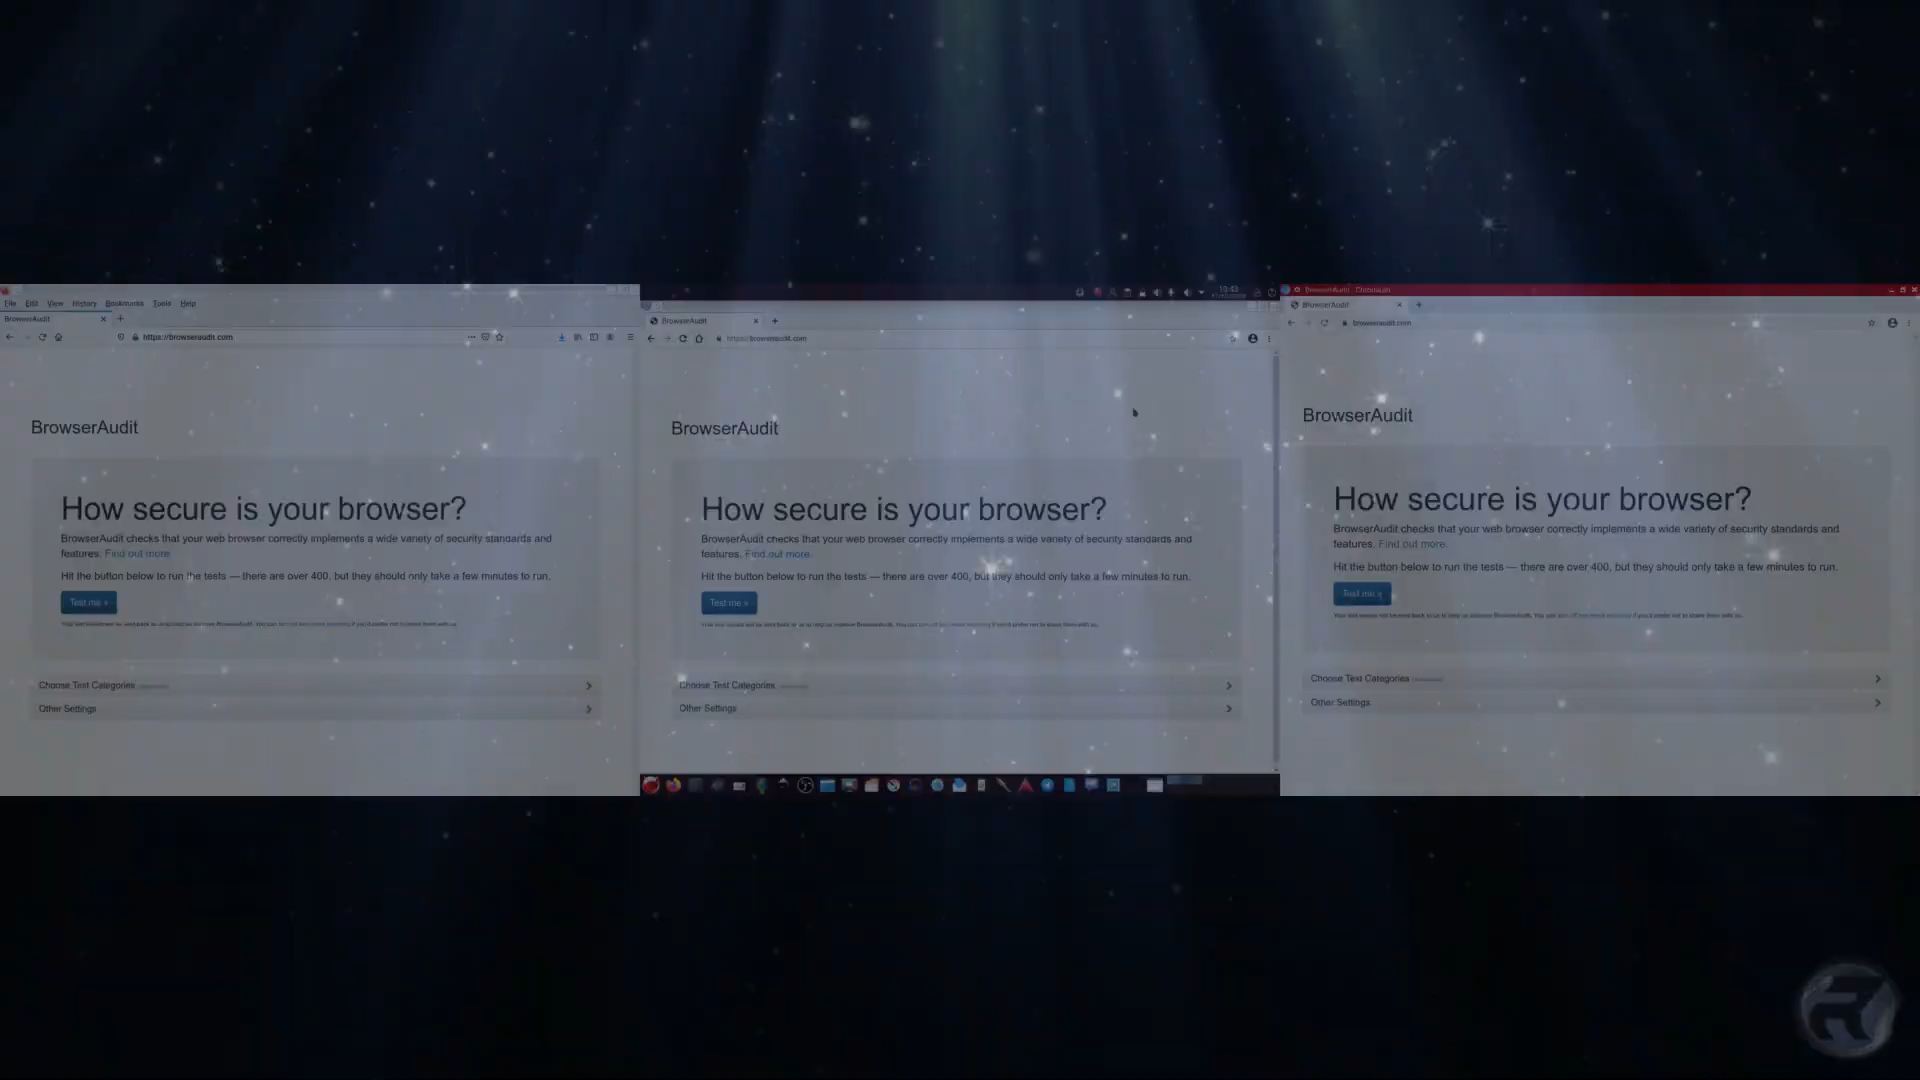 File Edit View History Bookmarks Tools Help
BrowserAudit
https://browseraudit.com
BrowserAudit
How secure is your browser?
BrowserAudit checks that your web browser correctly implements a wide variety of security standards and
features. Find out more.
Hit the button below to run the tests — there are over 400, but they should only take a few minutes to run.
Test me »
Choose Test Categories
Other Settings
10:43
BrowserAudit
https://browseraudit.com
BrowserAudit
How secure is your browser?
BrowserAudit checks that your web browser correctly implements a wide variety of security standards and
features. Find out more.
Hit the button below to run the tests — there are over 400, but they should only take a few minutes to run.
Test me »
Choose Test Categories
Other Settings
BrowserAudit - Chromium
BrowserAudit
browseraudit.com
BrowserAudit
How secure is your browser?
BrowserAudit checks that your web browser correctly implements a wide variety of security standards and
features. Find out more.
Hit the button below to run the tests — there are over 400, but they should only take a few minutes to run.
Test me »
Choose Test Categories
Other Settings